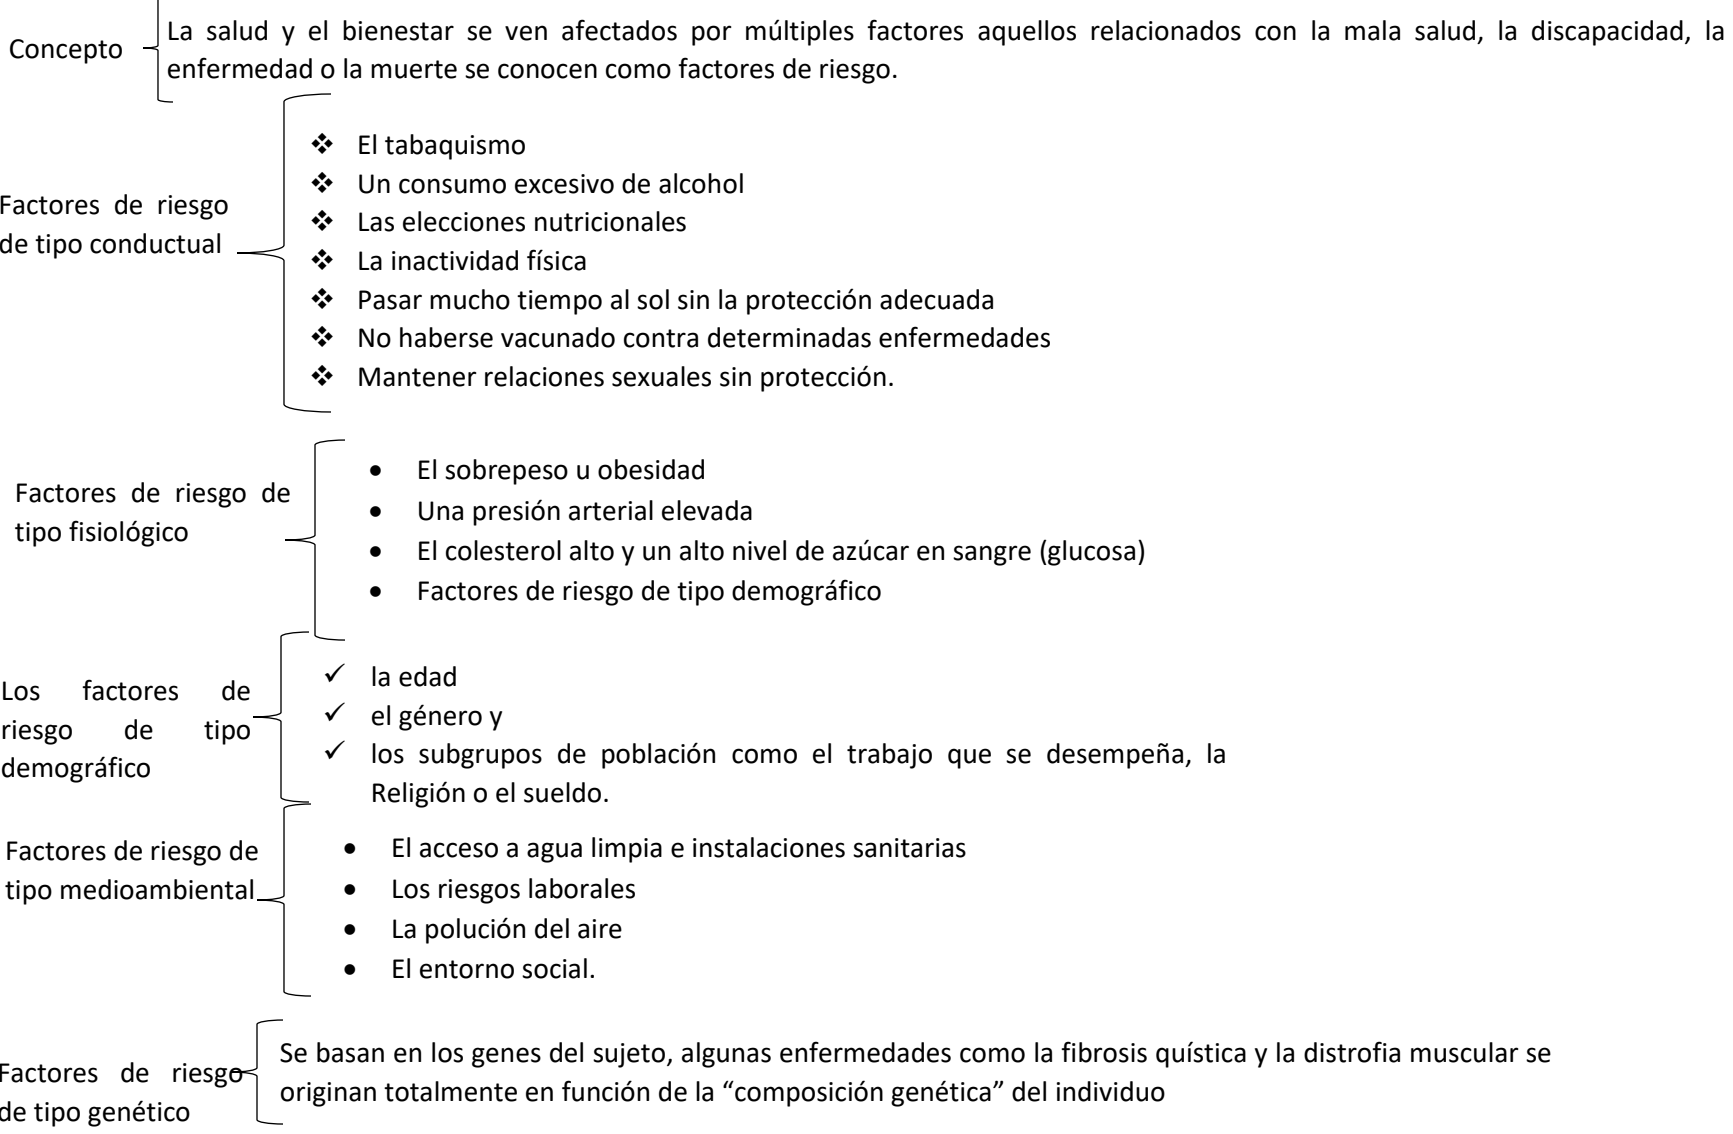 Concepto
La salud y el bienestar se ven afectados por múltiples factores aquellos relacionados con la mala salud, la discapacidad, la
enfermedad o la muerte se conocen como factores de riesgo.
Factores de riesgo
de tipo conductual
❖ El tabaquismo
❖ Un consumo excesivo de alcohol
❖ Las elecciones nutricionales
❖ La inactividad física
❖ Pasar mucho tiempo al sol sin la protección adecuada
❖ No haberse vacunado contra determinadas enfermedades
❖ Mantener relaciones sexuales sin protección.
Factores de riesgo de
tipo fisiológico
• El sobrepeso u obesidad
• Una presión arterial elevada
• El colesterol alto y un alto nivel de azúcar en sangre (glucosa)
• Factores de riesgo de tipo demográfico
Los factores de
riesgo de tipo
demográfico
✓ la edad
✓ el género y
✓ los subgrupos de población como el trabajo que se desempeña, la
Religión o el sueldo.
Factores de riesgo de
tipo medioambiental
• El acceso a agua limpia e instalaciones sanitarias
• Los riesgos laborales
• La polución del aire
• El entorno social.
Factores de riesgo
de tipo genético
Se basan en los genes del sujeto, algunas enfermedades como la fibrosis quística y la distrofia muscular se
originan totalmente en función de la “composición genética” del individuo